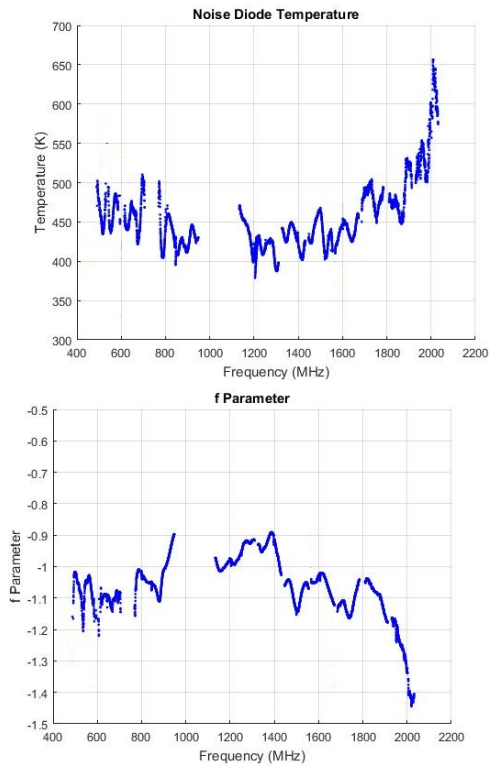 Noise Diode Temperature
700
650
600
550
500
450
400
350
300
Temperature (K)
400 600 800 1000 1200 1400 1600 1800 2000 2200
Frequency (MHz)
f Parameter
-0.5
-0.6
-0.7
-0.8
-0.9
-1
-1.1
-1.2
-1.3
-1.4
-1.5
f Parameter
400 600 800 1000 1200 1400 1600 1800 2000 2200
Frequency (MHz)